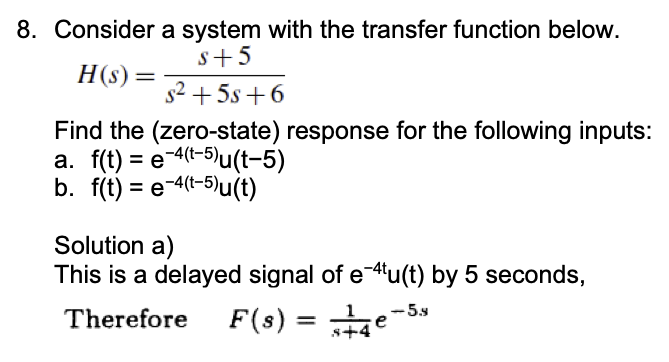 8. Consider a system with the transfer function below.
H(s) = \frac{s+5}{s^2+5s+6}
Find the (zero-state) response for the following inputs:
a. f(t) = e^{-4(t-5)}u(t-5)
b. f(t) = e^{-4(t-5)}u(t)
Solution a)
This is a delayed signal of e^{-4t}u(t) by 5 seconds,
Therefore F(s) = \frac{1}{s+4}e^{-5s}